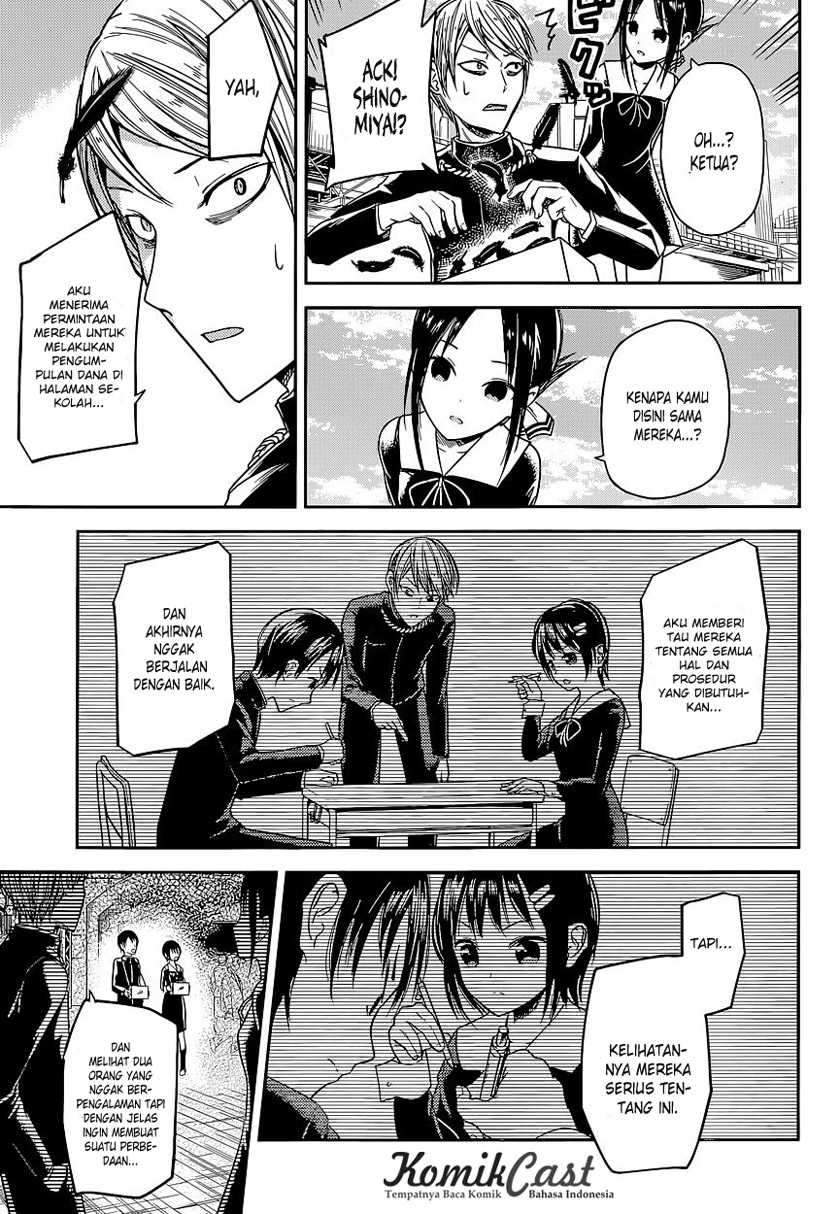 OH...?
KETUA?
ビクッ
ACK!
SHINO-
MIYA!?
KENAPA KAMU
DISINI SAMA
MEREKA...?
YAH,
AKU
MENERIMA
PERMINTAAN
MEREKA UNTUK
MELAKUKAN
PENGUM-
PULAN DANA DI
HALAMAN SE-
KOLAH...
AKU MEMBERI
TAU MEREKA
TENTANG SEMUA
HAL DAN
PROSEDUR
YANG DIBUTUH-
KAN...
DAN
AKHIRNYA
NGGAK
BERJALAN
DENGAN BAIK.
TAPI...
KELIHATAN-
NYA MEREKA
SERIUS TEN-
TANG INI.
DAN
MELIHAT DUA
ORANG YANG
NGGAK BER-
PENGALAMAN TAPI
DENGAN JELAS
INGIN MEMBUAT
SUATU PERBE-
DAAN...
KomikCast
Tempatnya Baca Komik Bahasa Indonesia